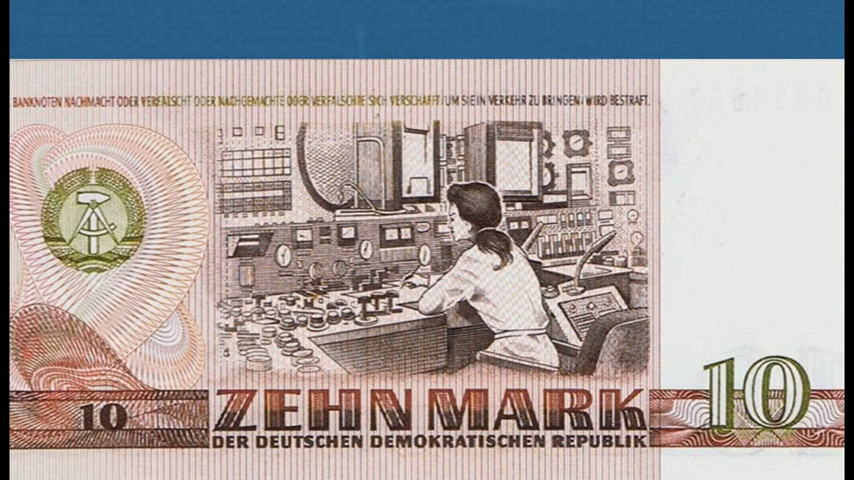 BANKNOTEN NACHMACHT ODER VERFÄLSCHT ODER NACHGEMACHTE ODER VERFÄLSCHTE SICH VERSCHAFFT UM SIE IN VERKEHR ZU BRINGEN, WIRD BESTRAFT.
10 ZEHN MARK 10
DER DEUTSCHEN DEMOKRATISCHEN REPUBLIK